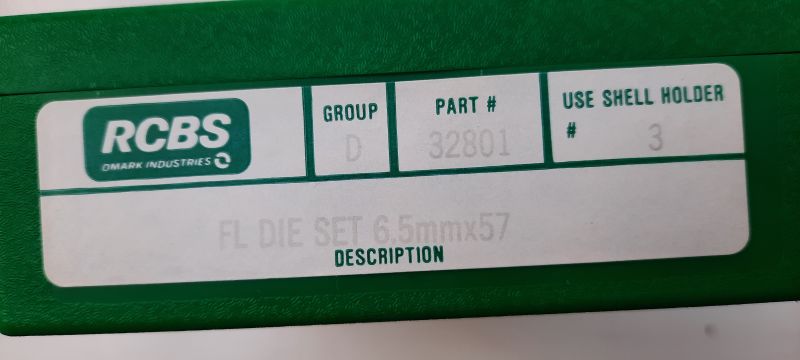 RCBS
OMARK INDUSTRIES
GROUP
D
PART #
32801
USE SHELL HOLDER
# 3
FL DIE SET 6.5mmx57
DESCRIPTION